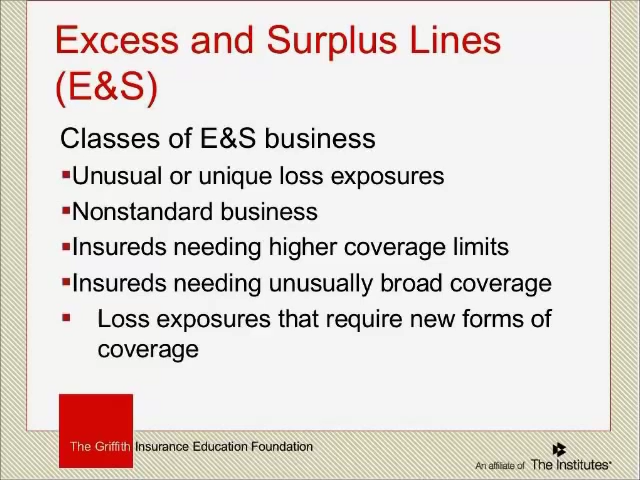 Excess and Surplus Lines
(E&S)
Classes of E&S business
▪Unusual or unique loss exposures
▪Nonstandard business
▪Insureds needing higher coverage limits
▪Insureds needing unusually broad coverage
▪ Loss exposures that require new forms of
coverage
The Griffith Insurance Education Foundation
An affiliate of The Institutes